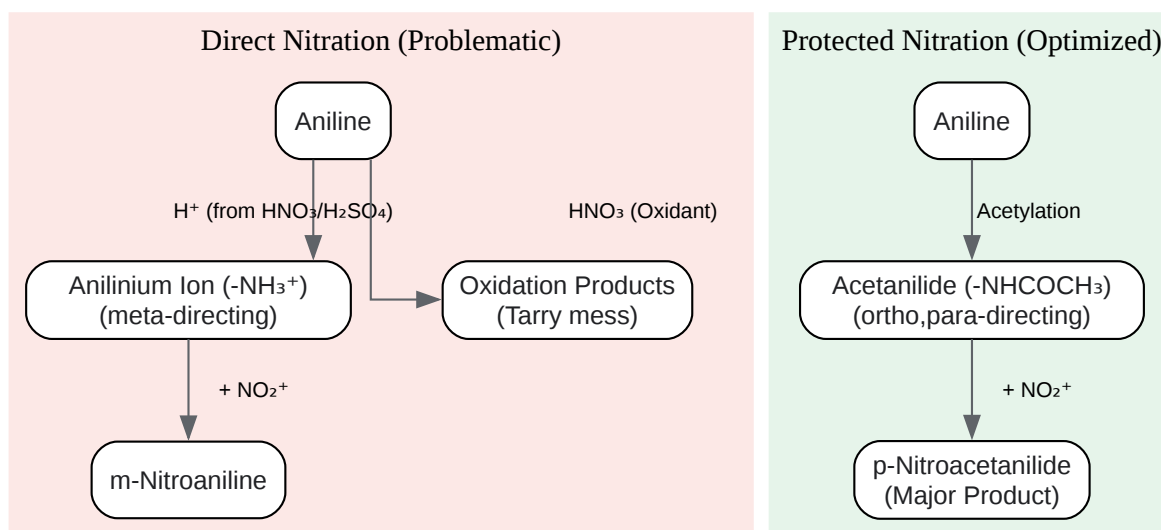 Direct Nitration (Problematic)
Aniline
H⁺ (from HNO₃/H₂SO₄)
HNO₃ (Oxidant)
Anilinium Ion (-NH₃⁺)
(meta-directing)
Oxidation Products
(Tarry mess)
+ NO₂⁺
m-Nitroaniline
Protected Nitration (Optimized)
Aniline
Acetylation
Acetanilide (-NHCOCH₃)
(ortho,para-directing)
+ NO₂⁺
p-Nitroacetanilide
(Major Product)